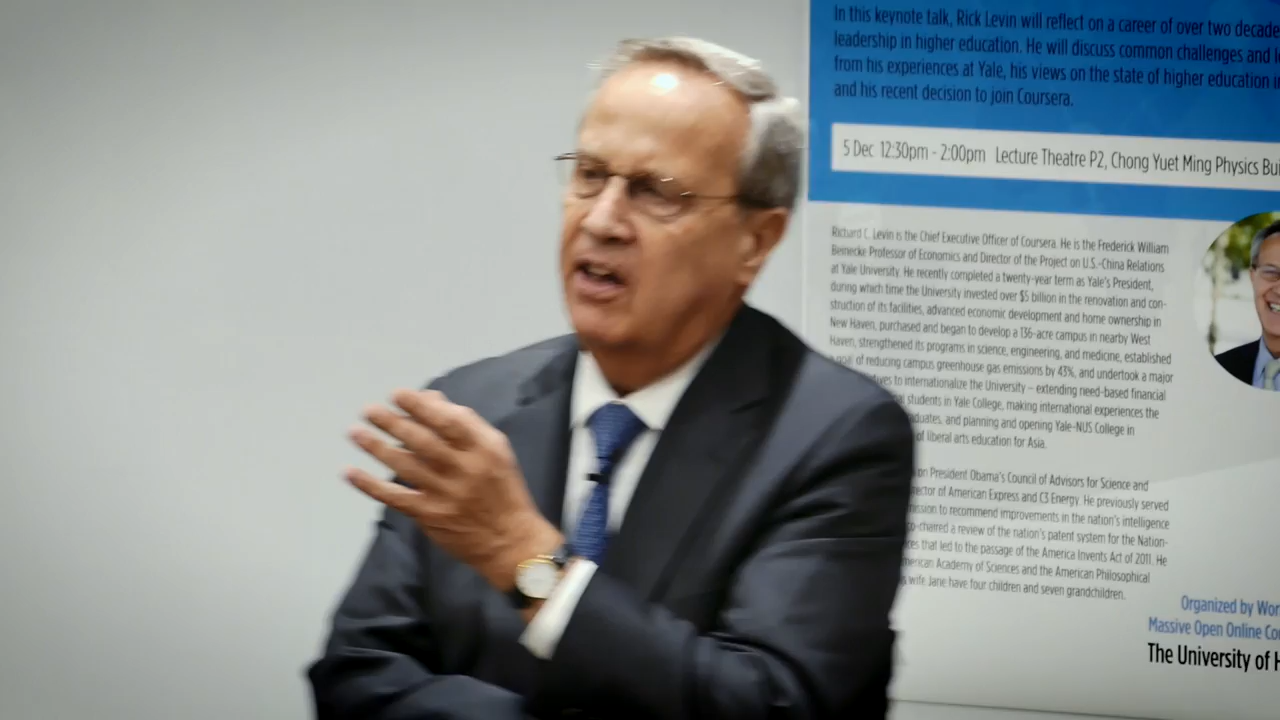 In this keynote talk, Rick Levin will reflect on a career of over two decade
leadership in higher education. He will discuss common challenges and
from his experiences at Yale, his views on the state of higher education
and his recent decision to join Coursera.
5 Dec 12:30pm - 2:00pm Lecture Theatre P2, Chong Yuet Ming Physics Bui
Richard C. Levin is the Chief Executive Officer of Coursera. He is the Frederick William
Beinecke Professor of Economics and Director of the Project on U.S.-China Relations
at Yale University. He recently completed a twenty-year term as Yale's President,
during which time the University invested over $5 billion in the renovation and con-
struction of its facilities, advanced economic development and home ownership in
New Haven, purchased and began to develop a 136-acre campus in nearby West
Haven, strengthened its programs in science, engineering, and medicine, established
goal of reducing campus greenhouse gas emissions by 43%, and undertook a major
tives to internationalize the University – extending need-based financial
students in Yale College, making international experiences the
duates, and planning and opening Yale-NUS College in
of liberal arts education for Asia.
on President Obama's Council of Advisors for Science and
ector of American Express and C3 Energy. He previously served
mission to recommend improvements in the nation's intelligence
co-chaired a review of the nation's patent system for the Nation-
ces that led to the passage of the America Invents Act of 2011. He
merican Academy of Sciences and the American Philosophical
wife Jane have four children and seven grandchildren.
Organized by Wor
Massive Open Online Co
The University of H